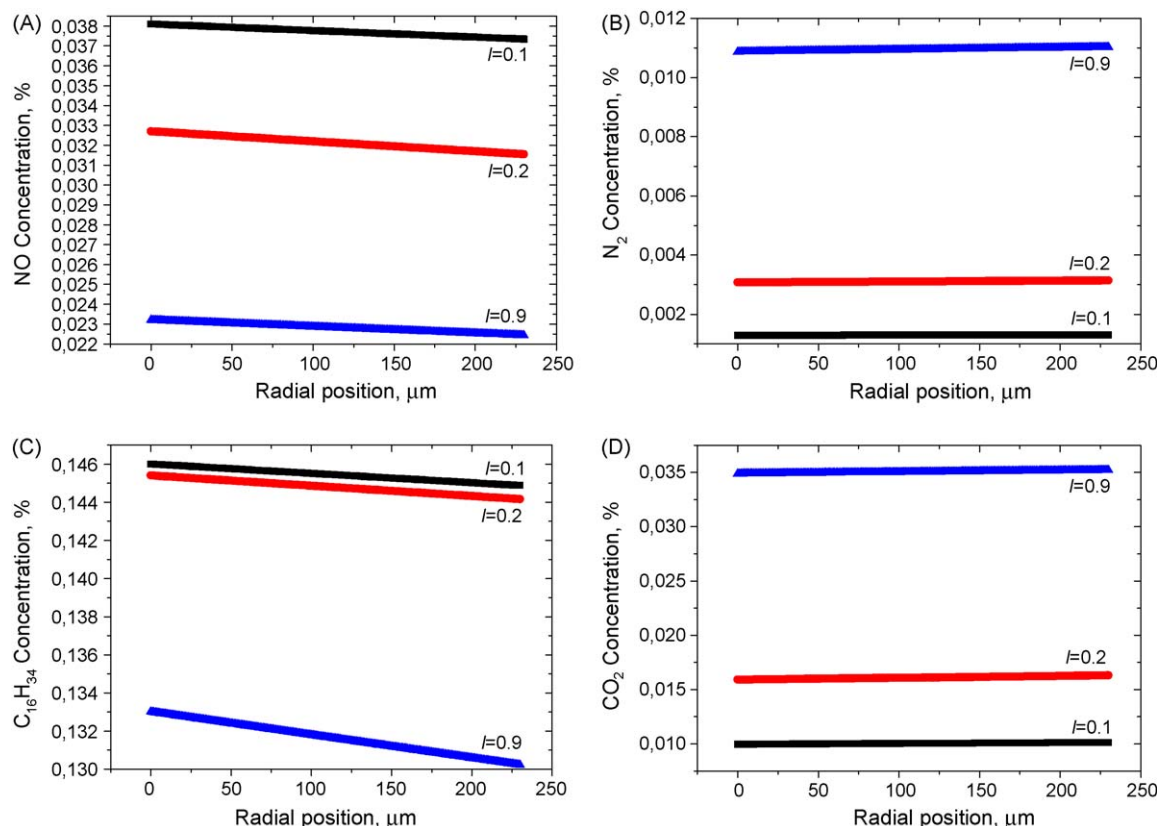 (A)
NO Concentration, %
0,038
0,037
0,036
0,035
0,034
0,033
0,032
0,031
0,030
0,029
0,028
0,027
0,026
0,025
0,024
0,023
0,022
l=0.1
l=0.2
l=0.9
0 50 100 150 200 250
Radial position, μm
(B)
N2 Concentration, %
0,012
0,010
0,008
0,006
0,004
0,002
l=0.9
l=0.2
l=0.1
0 50 100 150 200 250
Radial position, μm
(C)
C16H34 Concentration, %
0,146
0,144
0,142
0,140
0,138
0,136
0,133
0,132
0,130
l=0.1
l=0.2
l=0.9
0 50 100 150 200 250
Radial position, μm
(D)
CO2 Concentration, %
0,035
0,030
0,025
0,020
0,015
0,010
l=0.9
l=0.2
l=0.1
0 50 100 150 200 250
Radial position, μm